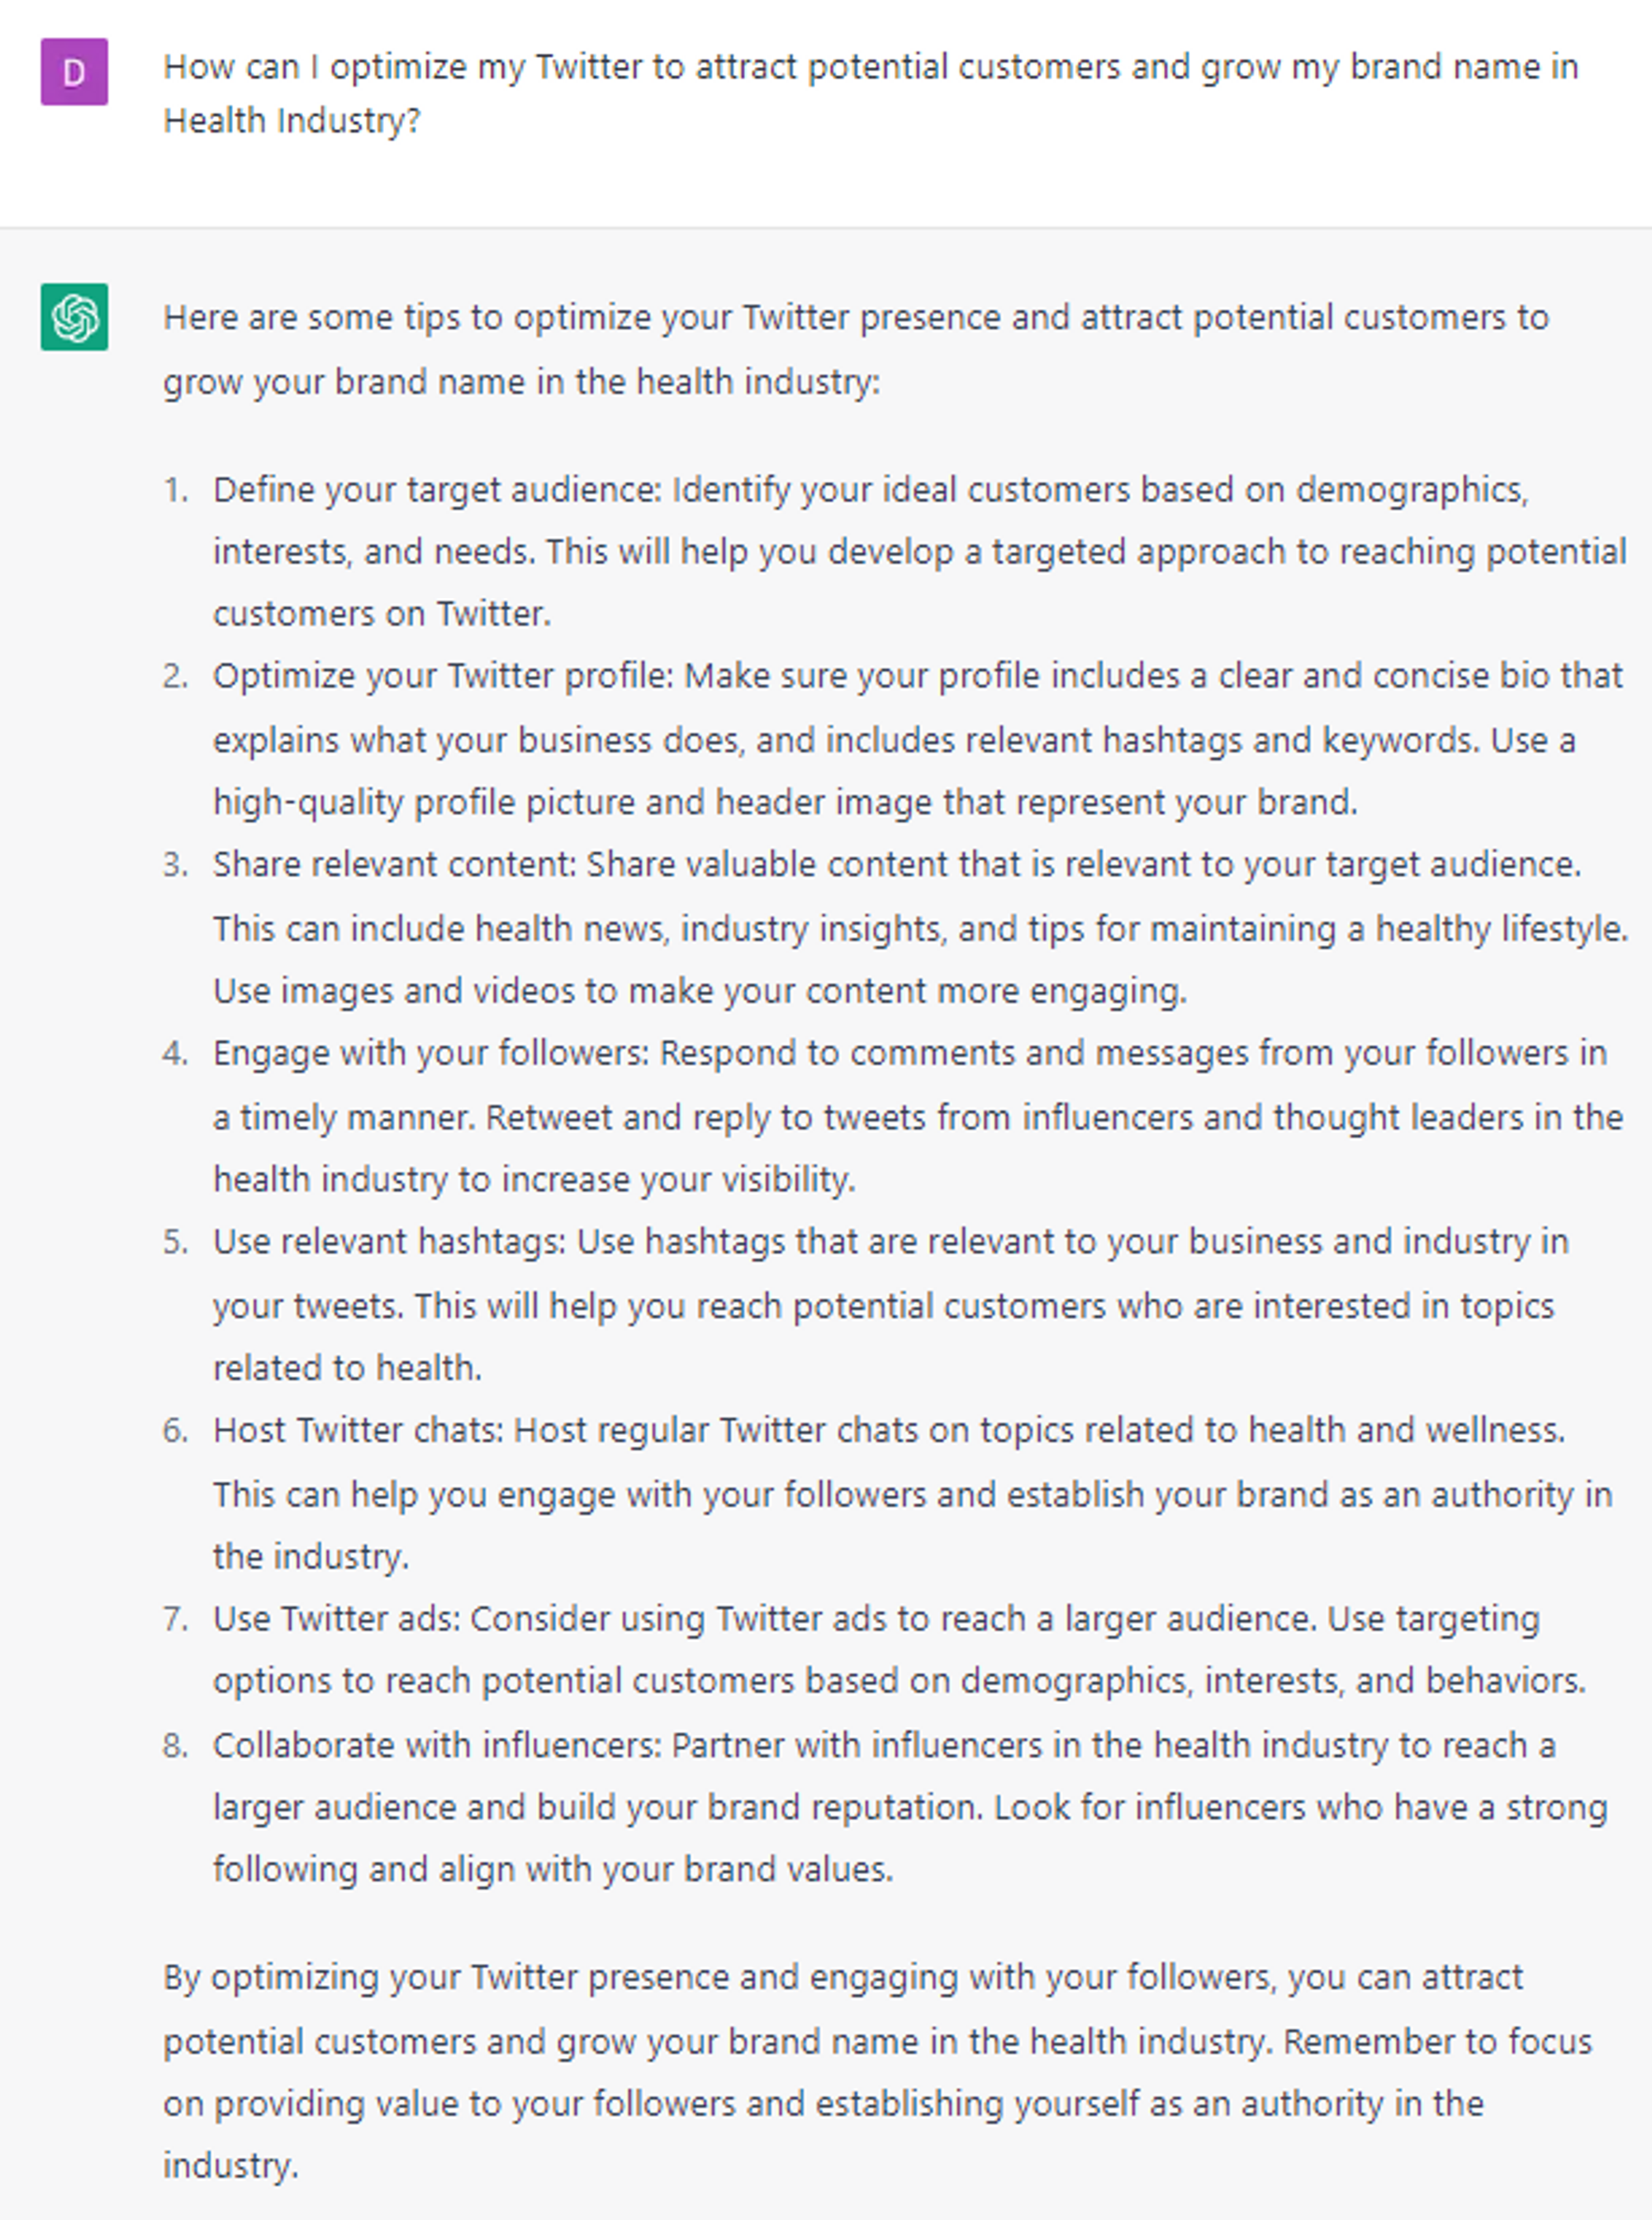 D
How can I optimize my Twitter to attract potential customers and grow my brand name in
Health Industry?
Here are some tips to optimize your Twitter presence and attract potential customers to
grow your brand name in the health industry:
1. Define your target audience: Identify your ideal customers based on demographics,
interests, and needs. This will help you develop a targeted approach to reaching potential
customers on Twitter.
2. Optimize your Twitter profile: Make sure your profile includes a clear and concise bio that
explains what your business does, and includes relevant hashtags and keywords. Use a
high-quality profile picture and header image that represent your brand.
3. Share relevant content: Share valuable content that is relevant to your target audience.
This can include health news, industry insights, and tips for maintaining a healthy lifestyle.
Use images and videos to make your content more engaging.
4. Engage with your followers: Respond to comments and messages from your followers in
a timely manner. Retweet and reply to tweets from influencers and thought leaders in the
health industry to increase your visibility.
5. Use relevant hashtags: Use hashtags that are relevant to your business and industry in
your tweets. This will help you reach potential customers who are interested in topics
related to health.
6. Host Twitter chats: Host regular Twitter chats on topics related to health and wellness.
This can help you engage with your followers and establish your brand as an authority in
the industry.
7. Use Twitter ads: Consider using Twitter ads to reach a larger audience. Use targeting
options to reach potential customers based on demographics, interests, and behaviors.
8. Collaborate with influencers: Partner with influencers in the health industry to reach a
larger audience and build your brand reputation. Look for influencers who have a strong
following and align with your brand values.
By optimizing your Twitter presence and engaging with your followers, you can attract
potential customers and grow your brand name in the health industry. Remember to focus
on providing value to your followers and establishing yourself as an authority in the
industry.